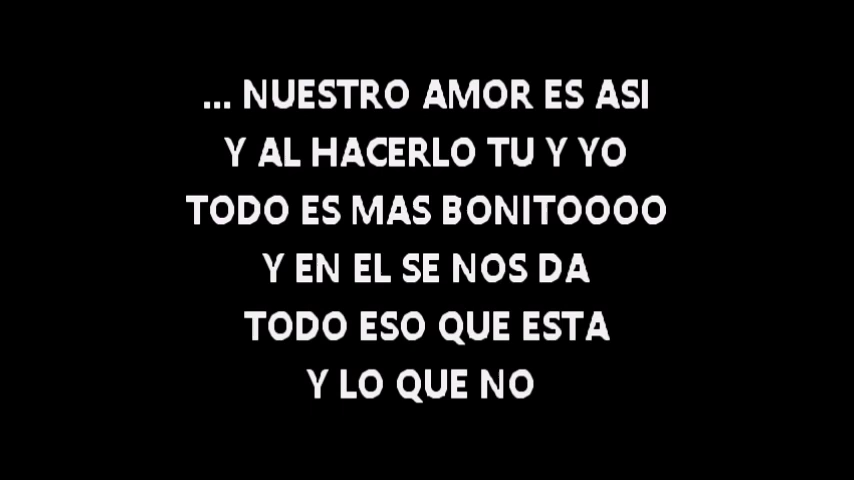 ... NUESTRO AMOR ES ASI
Y AL HACERLO TU Y YO
TODO ES MAS BONITOOOO
Y EN EL SE NOS DA
TODO ESO QUE ESTA
Y LO QUE NO